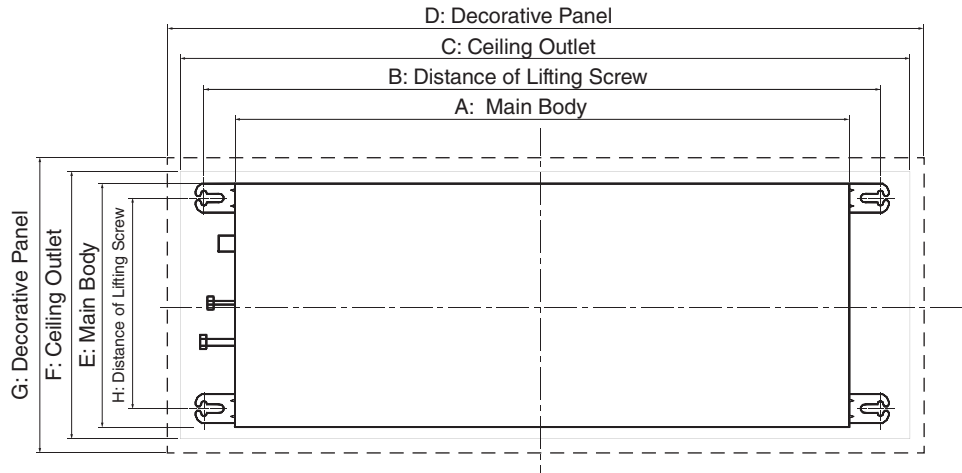 D: Decorative Panel
C: Ceiling Outlet
B: Distance of Lifting Screw
A: Main Body
G: Decorative Panel
F: Ceiling Outlet
E: Main Body
H: Distance of Lifting Screw